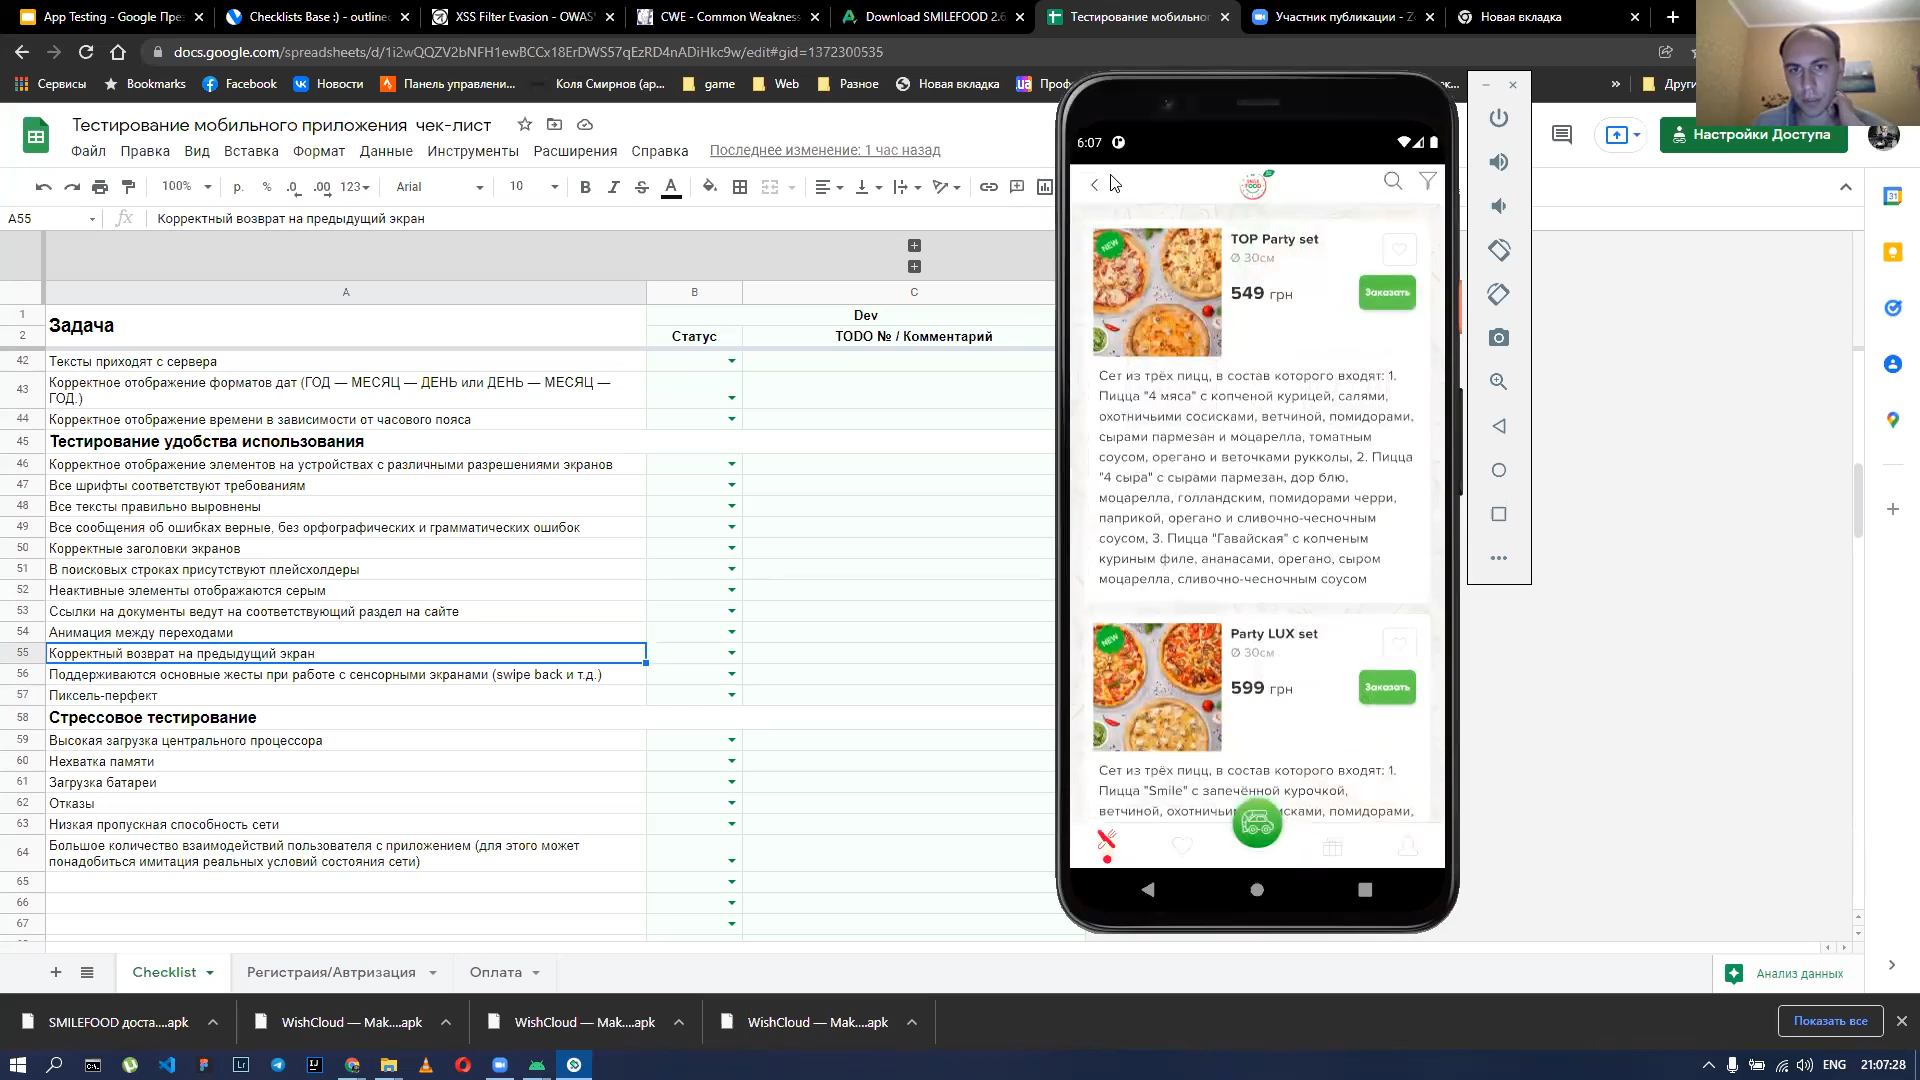 App Testing - Google Пре
Checklists Base :) - outline
XSS Filter Evasion - OWAS
CWE - Common Weakness
Download SMILEFOOD 2.6
Тестирование мобильног
Участник публикации - Z
Новая вкладка
docs.google.com/spreadsheets/d/1i2wQQZV2bNFH1ewBCCx18ErDWS57qEzRD4nADiHkc9w/edit#gid=1372300535
Сервисы
Bookmarks
Facebook
Новости
Панель управлени...
Коля Смирнов (ар...
game
Web
Разное
Новая вкладка
Проф
»
Други
Тестирование мобильного приложения чек-лист
Настройки Доступа
Файл Правка Вид Вставка Формат Данные Инструменты Расширения Справка
Последнее изменение: 1 час назад
100% р. % .0 .00 123 Arial 10 B I S A
A55 fx Корректный возврат на предыдущий экран
A B C
1 Задача Dev
2 Статус TODO № / Комментарий
42 Тексты приходят с сервера
43 Корректное отображение форматов дат (ГОД — МЕСЯЦ — ДЕНЬ или ДЕНЬ — МЕСЯЦ —
ГОД.)
44 Корректное отображение времени в зависимости от часового пояса
45 Тестирование удобства использования
46 Корректное отображение элементов на устройствах с различными разрешениями экранов
47 Все шрифты соответствуют требованиям
48 Все тексты правильно выровнены
49 Все сообщения об ошибках верные, без орфографических и грамматических ошибок
50 Корректные заголовки экранов
51 В поисковых строках присутствуют плейсхолдеры
52 Неактивные элементы отображаются серым
53 Ссылки на документы ведут на соответствующий раздел на сайте
54 Анимация между переходами
55 Корректный возврат на предыдущий экран
56 Поддерживаются основные жесты при работе с сенсорными экранами (swipe back и т.д.)
57 Пиксель-перфект
58 Стрессовое тестирование
59 Высокая загрузка центрального процессора
60 Нехватка памяти
61 Загрузка батареи
62 Отказы
63 Низкая пропускная способность сети
64 Большое количество взаимодействий пользователя с приложением (для этого может
понадобиться имитация реальных условий состояния сети)
65
66
67
6:07
NEW
TOP Party set
Ø 30см
549 грн
Заказать
Сет из трёх пицц, в состав которого входят: 1.
Пицца "4 мяса" с копченой курицей, салями,
охотничьими сосисками, ветчиной, помидорами,
сырами пармезан и моцарелла, томатным
соусом, орегано и веточками рукколы, 2. Пицца
"4 сыра" с сырами пармезан, дор блю,
моцарелла, голландским, помидорами черри,
паприкой, орегано и сливочно-чесночным
соусом, 3. Пицца "Гавайская" с копченым
куриным филе, ананасами, орегано, сыром
моцарелла, сливочно-чесночным соусом
NEW
Party LUX set
Ø 30см
599 грн
Заказать
Сет из трёх пицц, в состав которого входят: 1.
Пицца "Smile" с запечённой курочкой,
ветчиной, охотничьи исками, помидорами,
Checklist
Регистраия/Автризация
Оплата
Анализ данных
SMILEFOOD доста....apk
WishCloud — Mak....apk
WishCloud — Mak....apk
WishCloud — Mak....apk
Показать все
Lr
ENG
21:07:28